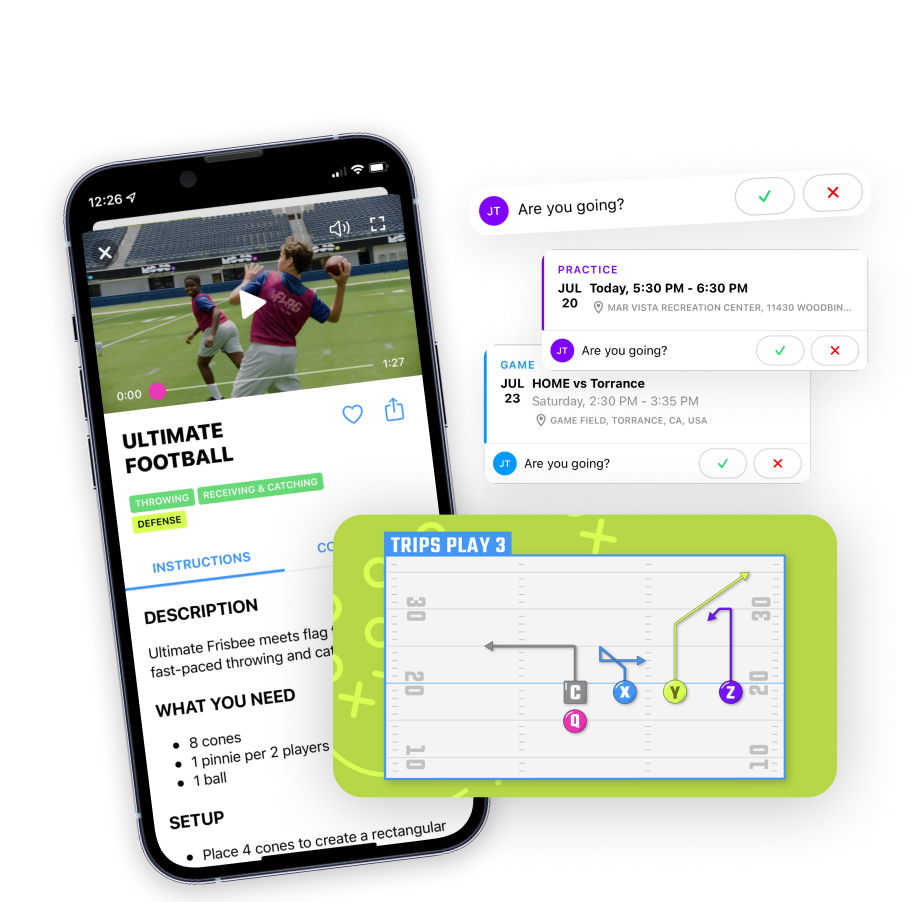 12:26
FLAG
0:00
1:27
ULTIMATE
FOOTBALL
THROWING
RECEIVING & CATCHING
DEFENSE
INSTRUCTIONS
CO
DESCRIPTION
Ultimate Frisbee meets flag
fast-paced throwing and
WHAT YOU NEED
• 8 cones
• 1 pinnie per 2 players
• 1 ball
SETUP
• Place 4 cones to create a rectangular
JT Are you going?
PRACTICE
JUL Today, 5:30 PM - 6:30 PM
20 MAR VISTA RECREATION CENTER, 11430 WOODBIN...
JT Are you going?
GAME
JUL HOME vs Torrance
23 Saturday, 2:30 PM - 3:35 PM
GAME FIELD, TORRANCE, CA, USA
JT Are you going?
TRIPS PLAY 3
30 30
20 C X Y Z 20
Q
10 10